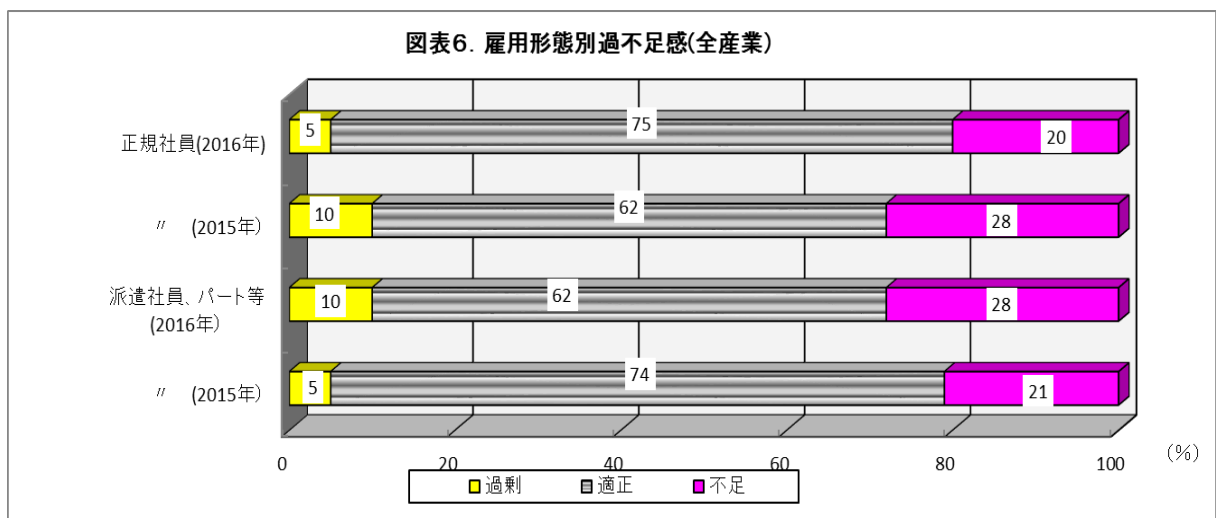 図表6. 雇用形態別過不足感(全産業)
正規社員(2016年)
5
75
20
〃 (2015年)
10
62
28
派遣社員、パート等
(2016年)
10
62
28
〃 (2015年)
5
74
21
0 20 40 60 80 100 (%)
過剰 適正 不足